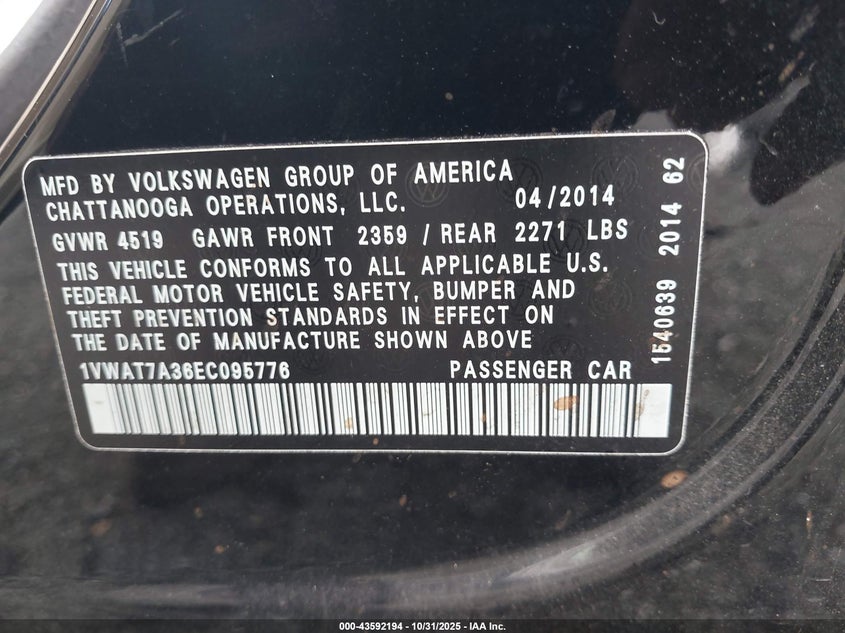 MFD BY VOLKSWAGEN GROUP OF AMERICA
CHATTANOOGA OPERATIONS, LLC. 04/2014
GVWR 4519 GAWR FRONT 2359 / REAR 2271 LBS
THIS VEHICLE CONFORMS TO ALL APPLICABLE U.S.
FEDERAL MOTOR VEHICLE SAFETY, BUMPER AND
THEFT PREVENTION STANDARDS IN EFFECT ON
THE DATE OF MANUFACTURE SHOWN ABOVE
1VWAT7A36EC095776 PASSENGER CAR
1540639 2014 62
000-43592194 - 10/31/2025 - IAA Inc.